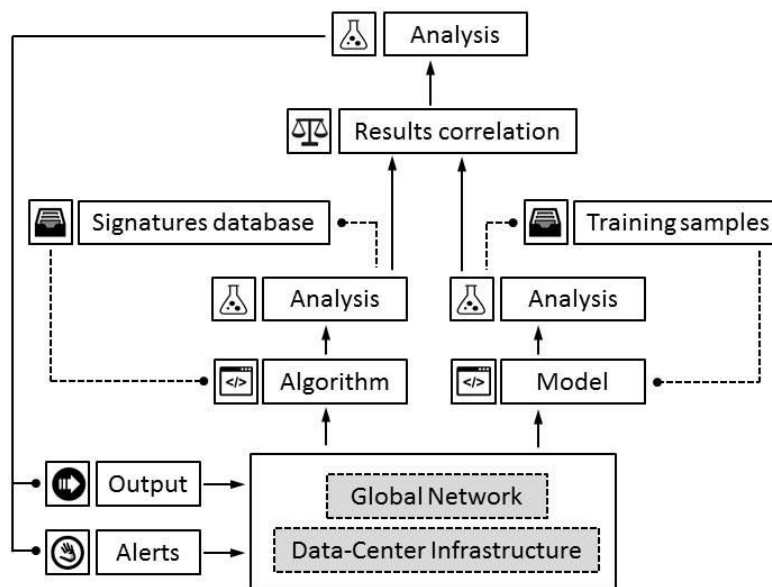 Analysis
Results correlation
Signatures database
Training samples
Analysis
Analysis
</>
Algorithm
</>
Model
Output
Global Network
Alerts
Data-Center Infrastructure